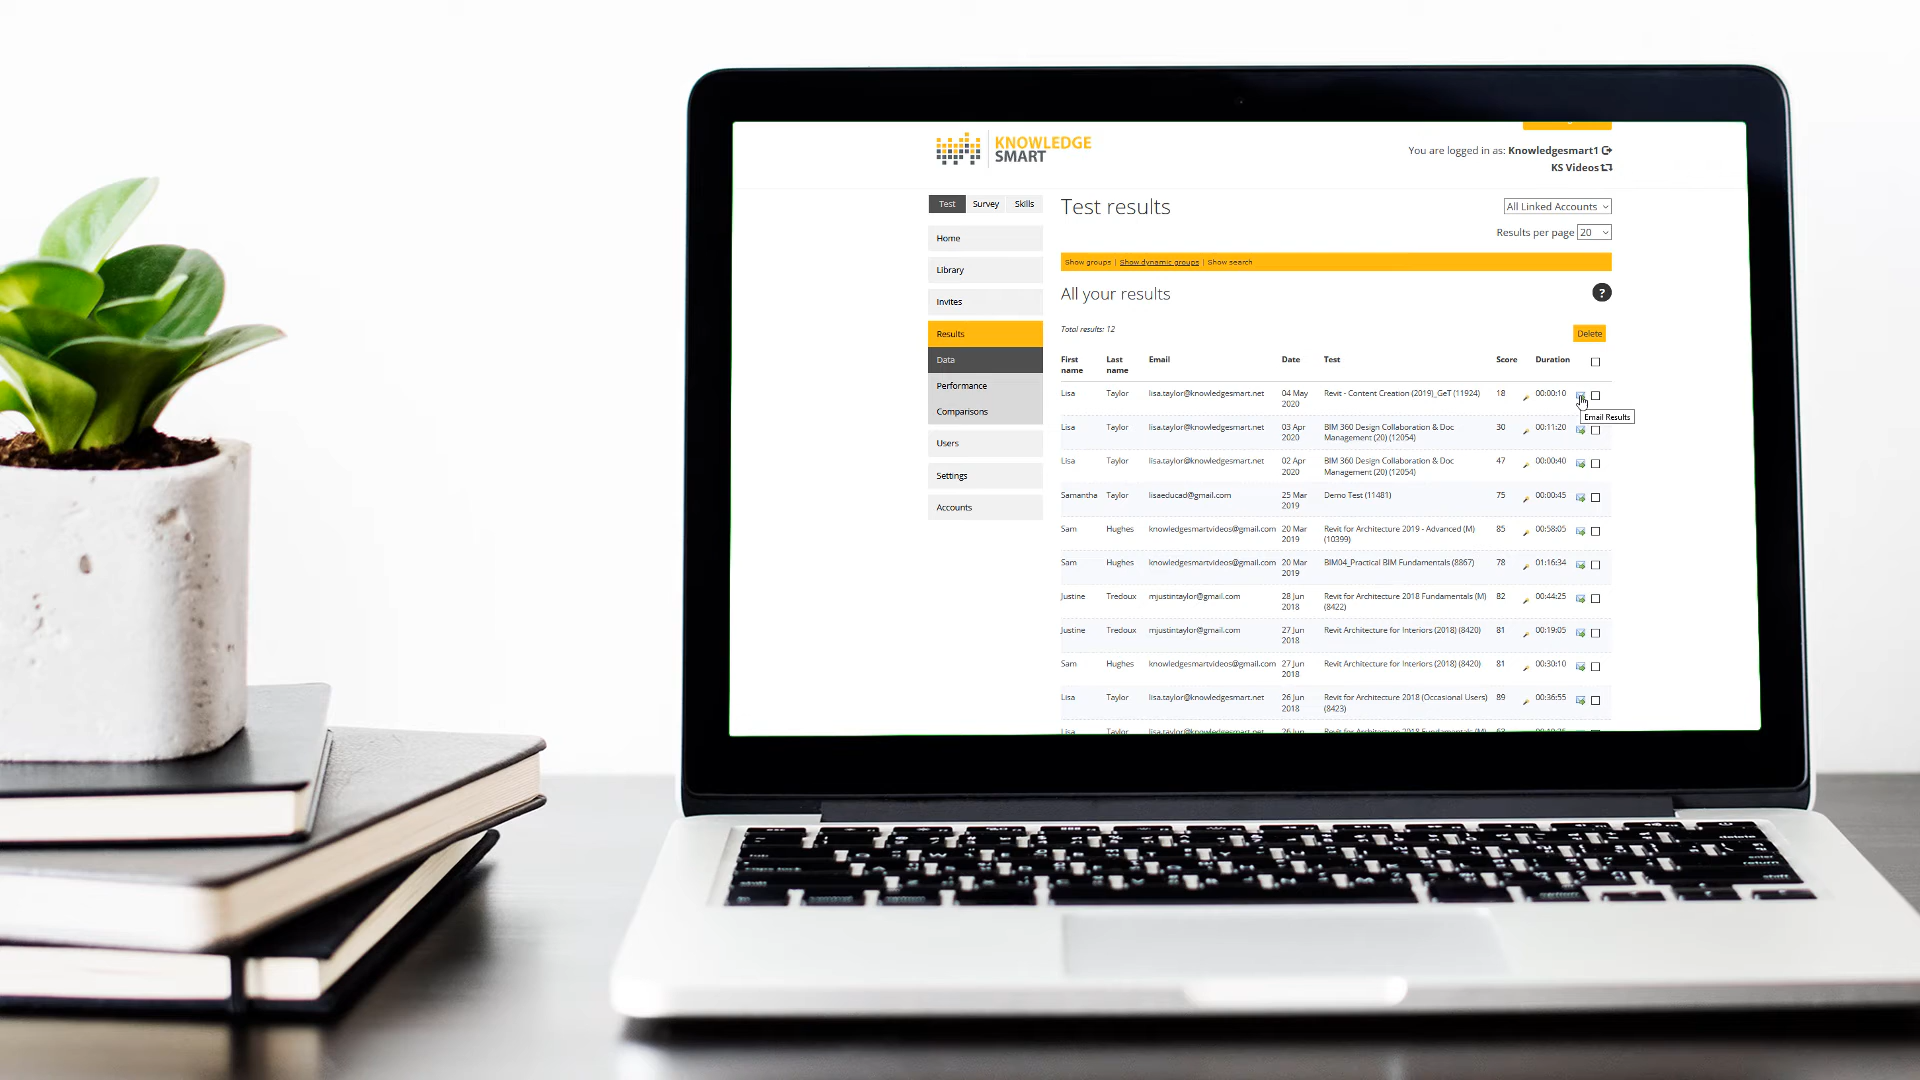 KNOWLEDGE
SMART
You are logged in as: Knowledgesmart1
KS Videos
Test Survey Skills
Test results
All Linked Accounts
Results per page 20
Home
Library
Invites
Results
Data
Performance
Comparisons
Users
Settings
Accounts
Show groups | Show dynamic groups | Show search
All your results
?
Total results: 12
Delete
First name Last name Email Date Test Score Duration
Lisa Taylor lisa.taylor@knowledgesmart.net 04 May 2020 Revit - Content Creation (2019)_GeT (11924) 18 00:00:10
Email Results
Lisa Taylor lisa.taylor@knowledgesmart.net 03 Apr 2020 BIM 360 Design Collaboration & Doc Management (20) (12054) 30 00:11:20
Lisa Taylor lisa.taylor@knowledgesmart.net 02 Apr 2020 BIM 360 Design Collaboration & Doc Management (20) (12054) 47 00:00:40
Samantha Taylor lisaeducad@gmail.com 25 Mar 2019 Demo Test (11481) 75 00:00:45
Sam Hughes knowledgesmartvideos@gmail.com 20 Mar 2019 Revit for Architecture 2019 - Advanced (M) (10399) 85 00:58:05
Sam Hughes knowledgesmartvideos@gmail.com 20 Mar 2019 BIM04_Practical BIM Fundamentals (8867) 78 01:16:34
Justine Tredoux mjustintaylor@gmail.com 28 Jun 2018 Revit for Architecture 2018 Fundamentals (M) (8422) 82 00:44:25
Justine Tredoux mjustintaylor@gmail.com 27 Jun 2018 Revit Architecture for Interiors (2018) (8420) 81 00:19:05
Sam Hughes knowledgesmartvideos@gmail.com 27 Jun 2018 Revit Architecture for Interiors (2018) (8420) 81 00:30:10
Lisa Taylor lisa.taylor@knowledgesmart.net 26 Jun 2018 Revit for Architecture 2018 (Occasional Users) (8423) 89 00:36:55